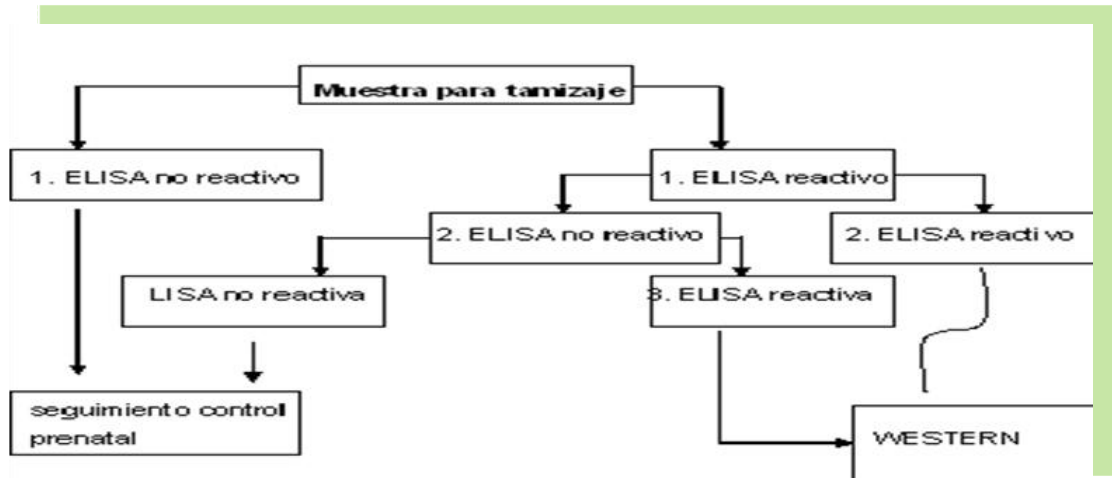 Muestra para tamizaje
1. ELISA no reactivo
1. ELISA reactivo
2. ELISA no reactivo
2. ELISA reactivo
LISA no reactiva
3. ELISA reactiva
seguimiento control
prenatal
WESTERN